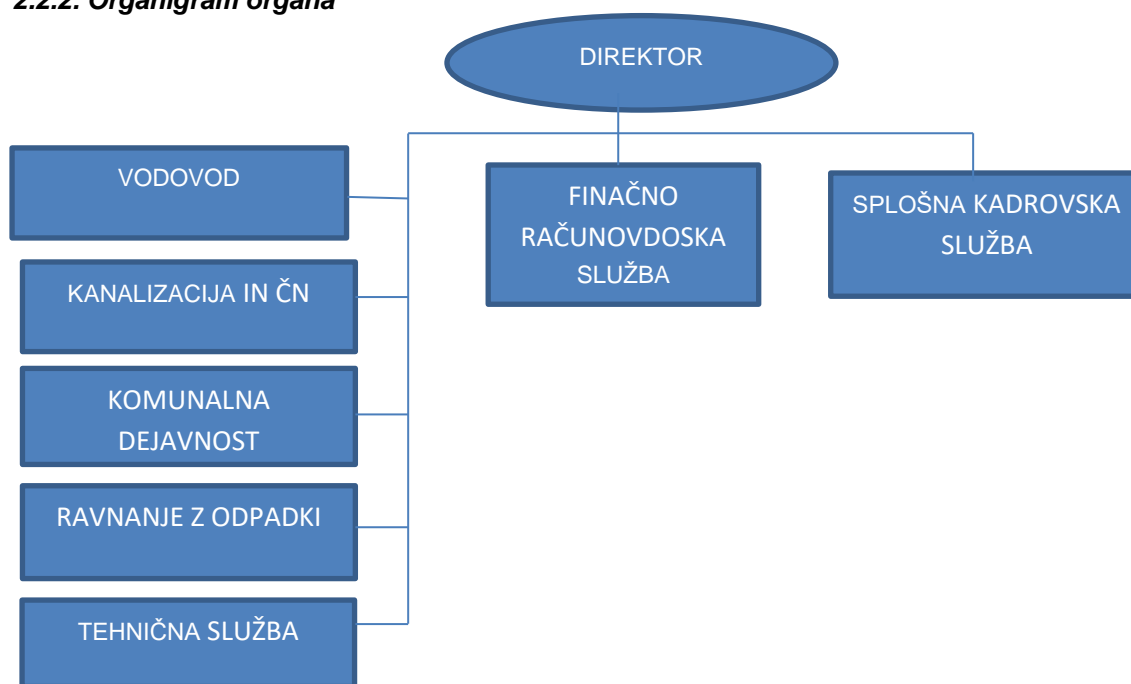 2.2.2. Organigram organa
DIREKTOR
VODOVOD
FINAČNO
RAČUNOVDOSKA
SLUŽBA
SPLOŠNA KADROVSKA
SLUŽBA
KANALIZACIJA IN ČN
KOMUNALNA
DEJAVNOST
RAVNANJE Z ODPADKI
TEHNIČNA SLUŽBA